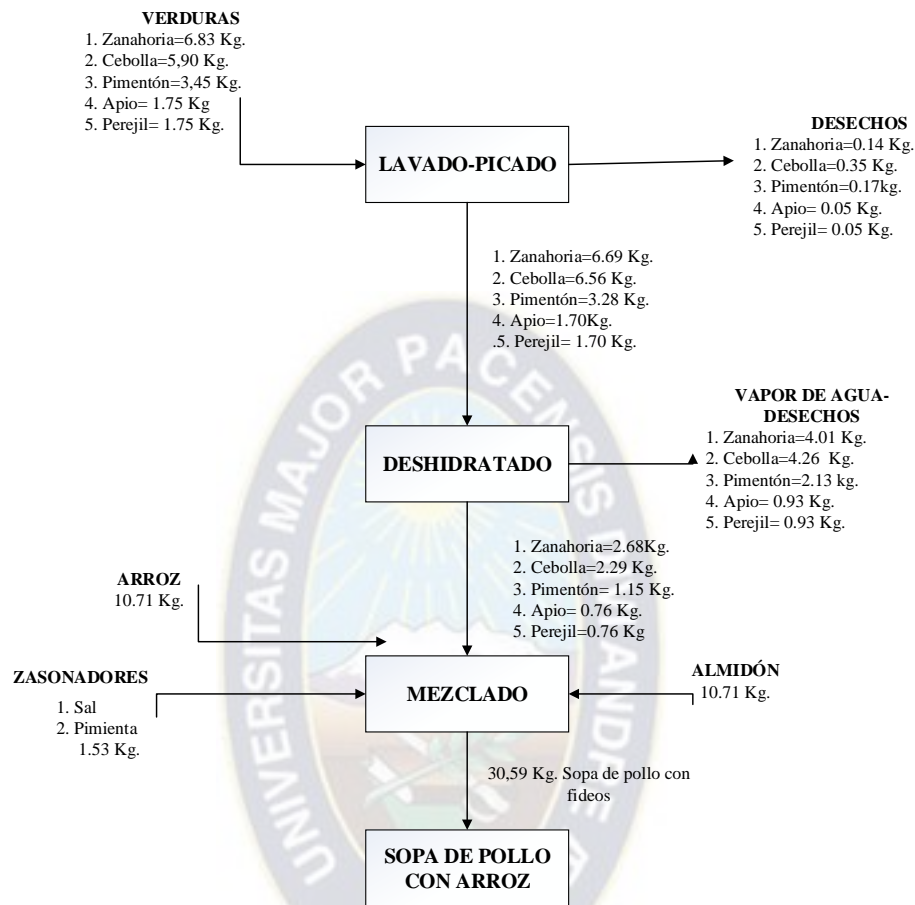 VERDURAS
1. Zanahoria=6.83 Kg.
2. Cebolla=5,90 Kg.
3. Pimentón=3,45 Kg.
4. Apio= 1.75 Kg
5. Perejil= 1.75 Kg.
LAVADO-PICADO
DESECHOS
1. Zanahoria=0.14 Kg.
2. Cebolla=0.35 Kg.
3. Pimentón=0.17kg.
4. Apio= 0.05 Kg.
5. Perejil= 0.05 Kg.
1. Zanahoria=6.69 Kg.
2. Cebolla=6.56 Kg.
3. Pimentón=3.28 Kg.
4. Apio=1.70Kg.
.5. Perejil= 1.70 Kg.
DESHIDRATADO
VAPOR DE AGUA-
DESECHOS
1. Zanahoria=4.01 Kg.
2. Cebolla=4.26 Kg.
3. Pimentón=2.13 kg.
4. Apio= 0.93 Kg.
5. Perejil= 0.93 Kg.
1. Zanahoria=2.68Kg.
2. Cebolla=2.29 Kg.
3. Pimentón= 1.15 Kg.
4. Apio= 0.76 Kg.
5. Perejil=0.76 Kg
ARROZ
10.71 Kg.
ZASONADORES
1. Sal
2. Pimienta
1.53 Kg.
MEZCLADO
ALMIDÓN
10.71 Kg.
30,59 Kg. Sopa de pollo con
fideos
SOPA DE POLLO
CON ARROZ
UNIVERSITAS MAJOR PACENSIS DIVI ANDRE